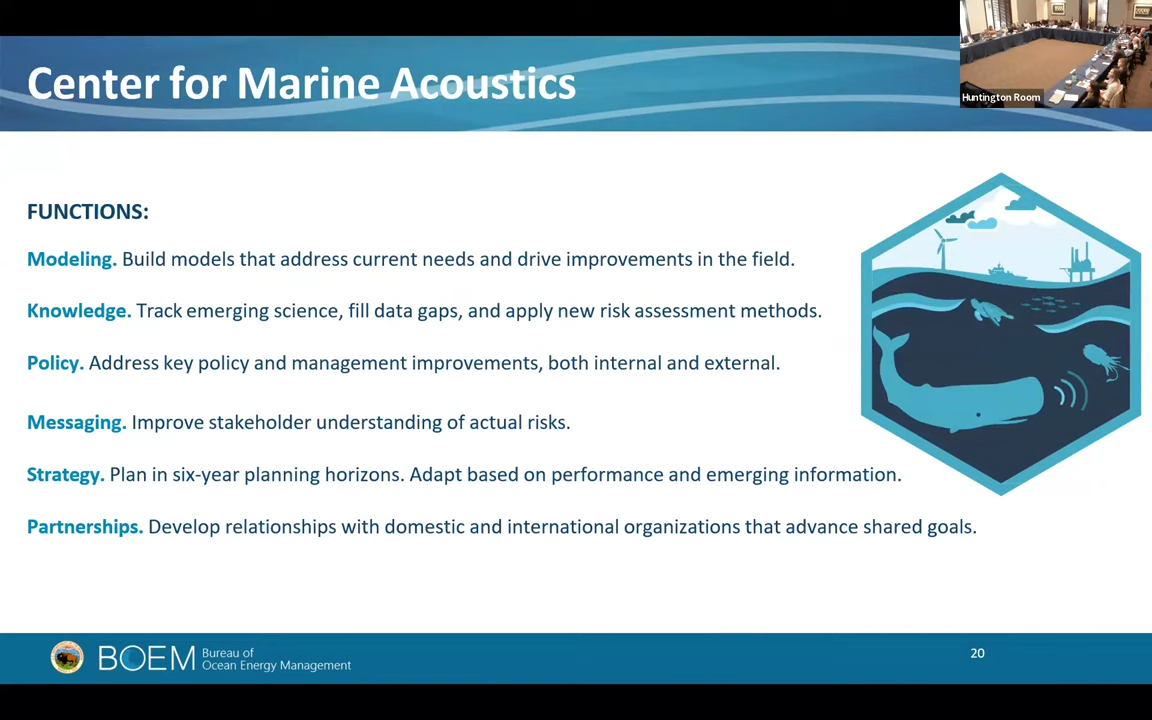 Center for Marine Acoustics
Huntington Room
FUNCTIONS:
Modeling. Build models that address current needs and drive improvements in the field.
Knowledge. Track emerging science, fill data gaps, and apply new risk assessment methods.
Policy. Address key policy and management improvements, both internal and external.
Messaging. Improve stakeholder understanding of actual risks.
Strategy. Plan in six-year planning horizons. Adapt based on performance and emerging information.
Partnerships. Develop relationships with domestic and international organizations that advance shared goals.
BOEM
Bureau of
Ocean Energy Management
20